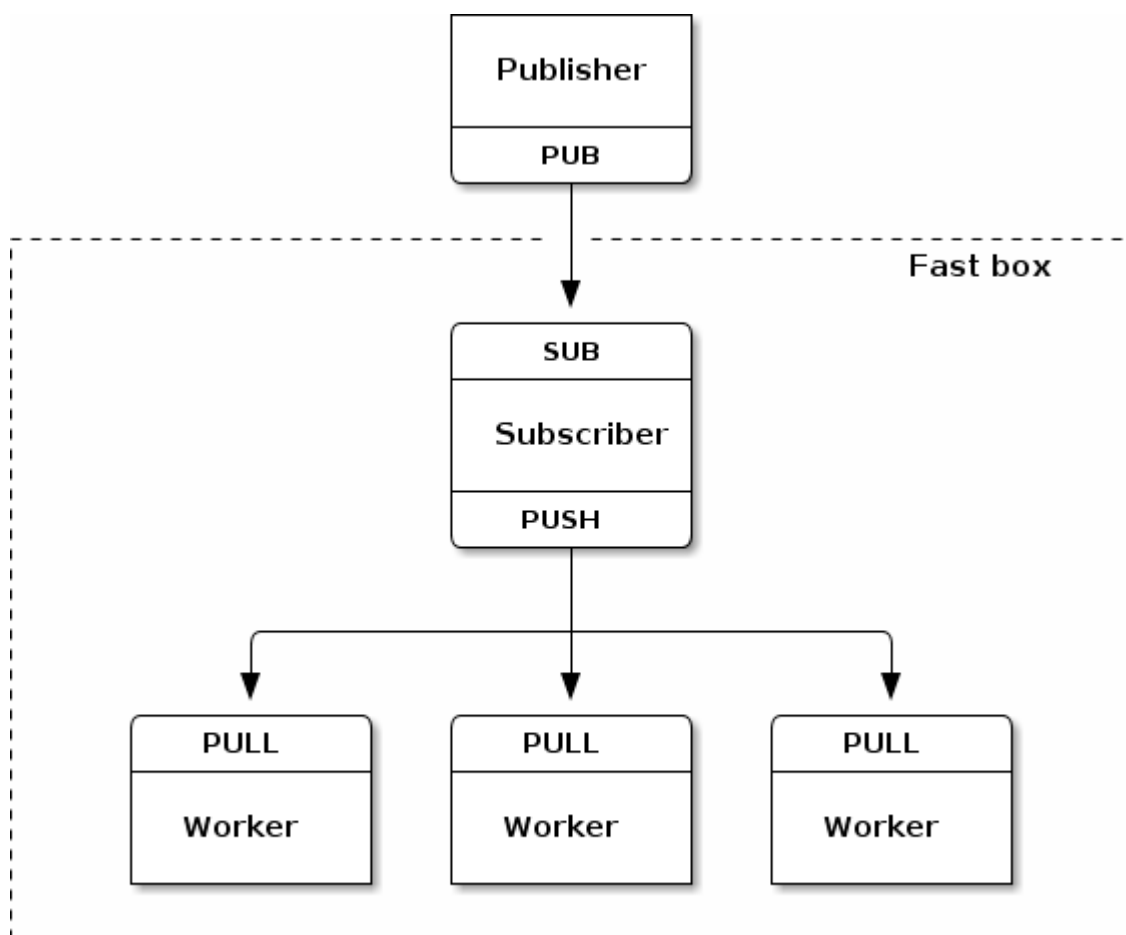 Publisher
PUB
Fast box
SUB
Subscriber
PUSH
PULL
PULL
PULL
Worker
Worker
Worker